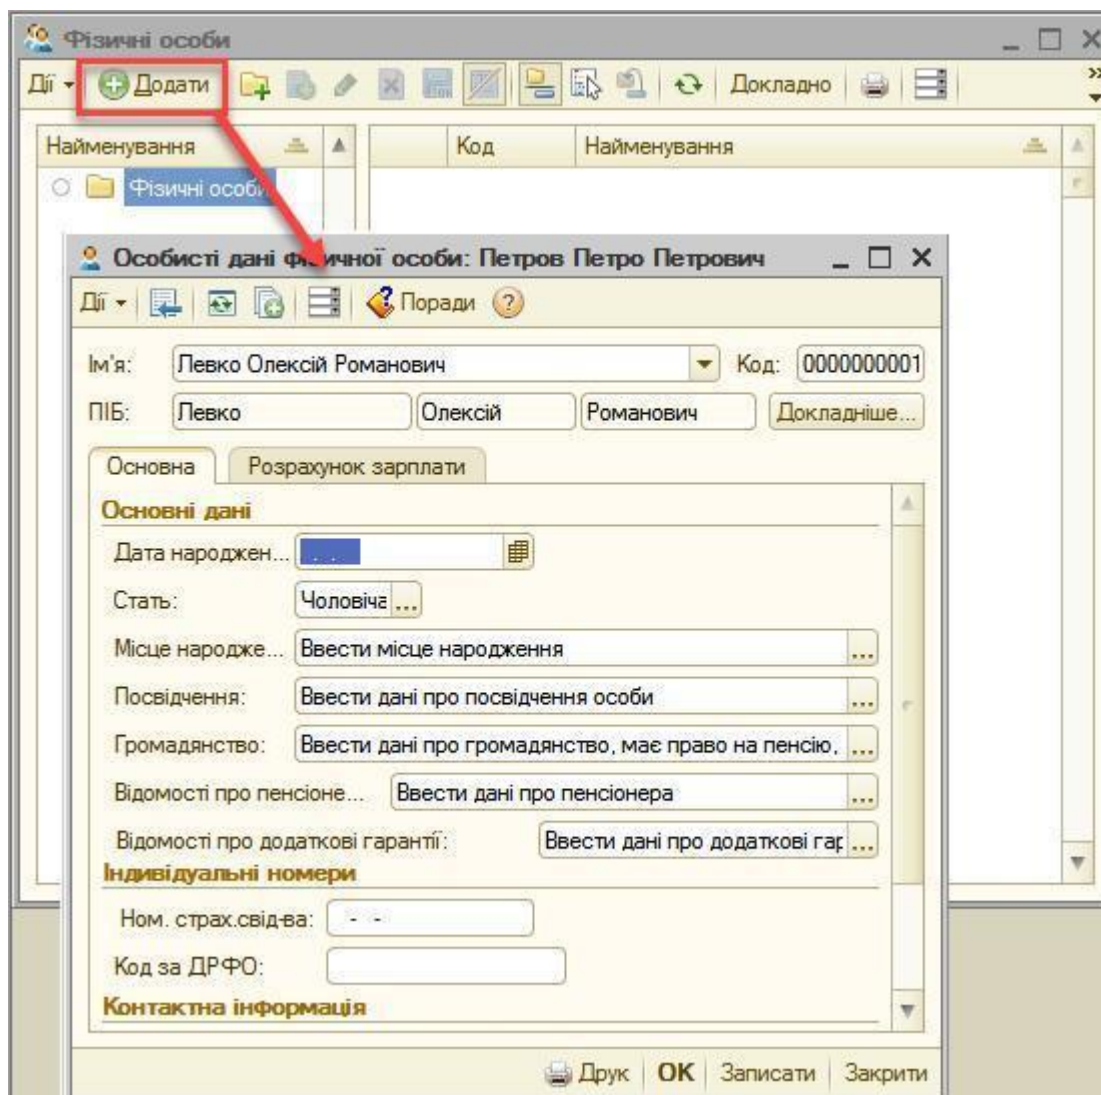 Фізичні особи
Дії Додати Докладно
Найменування Код Найменування
Фізичні особи
Особисті дані фізичної особи: Петров Петро Петрович
Дії Поради
Ім'я: Левко Олексій Романович Код: 0000000001
ПІБ: Левко Олексій Романович Докладніше...
Основна Розрахунок зарплати
Основні дані
Дата народжен... . .
Стать: Чоловіча ...
Місце народже... Ввести місце народження ...
Посвідчення: Ввести дані про посвідчення особи ...
Громадянство: Ввести дані про громадянство, має право на пенсію, ...
Відомості про пенсіоне... Ввести дані про пенсіонера ...
Відомості про додаткові гарантії: Ввести дані про додаткові гар ...
Індивідуальні номери
Ном. страх.свід-ва: - -
Код за ДРФО:
Контактна інформація
Друк OK Записати Закрити